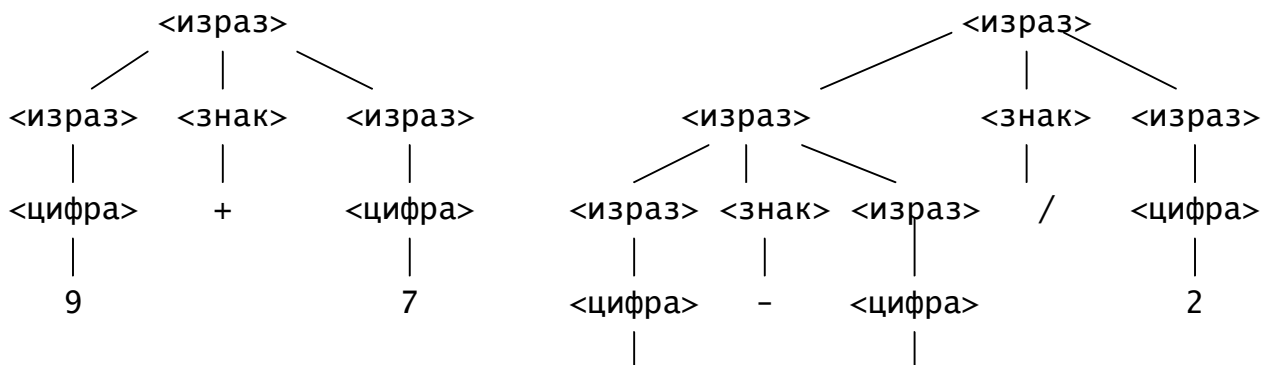 <израз> <израз>
<израз> <знак> <израз> <израз> <знак> <израз>
<цифра> + <цифра> <израз> <знак> <израз> / <цифра>
9 7 <цифра> - <цифра> 2